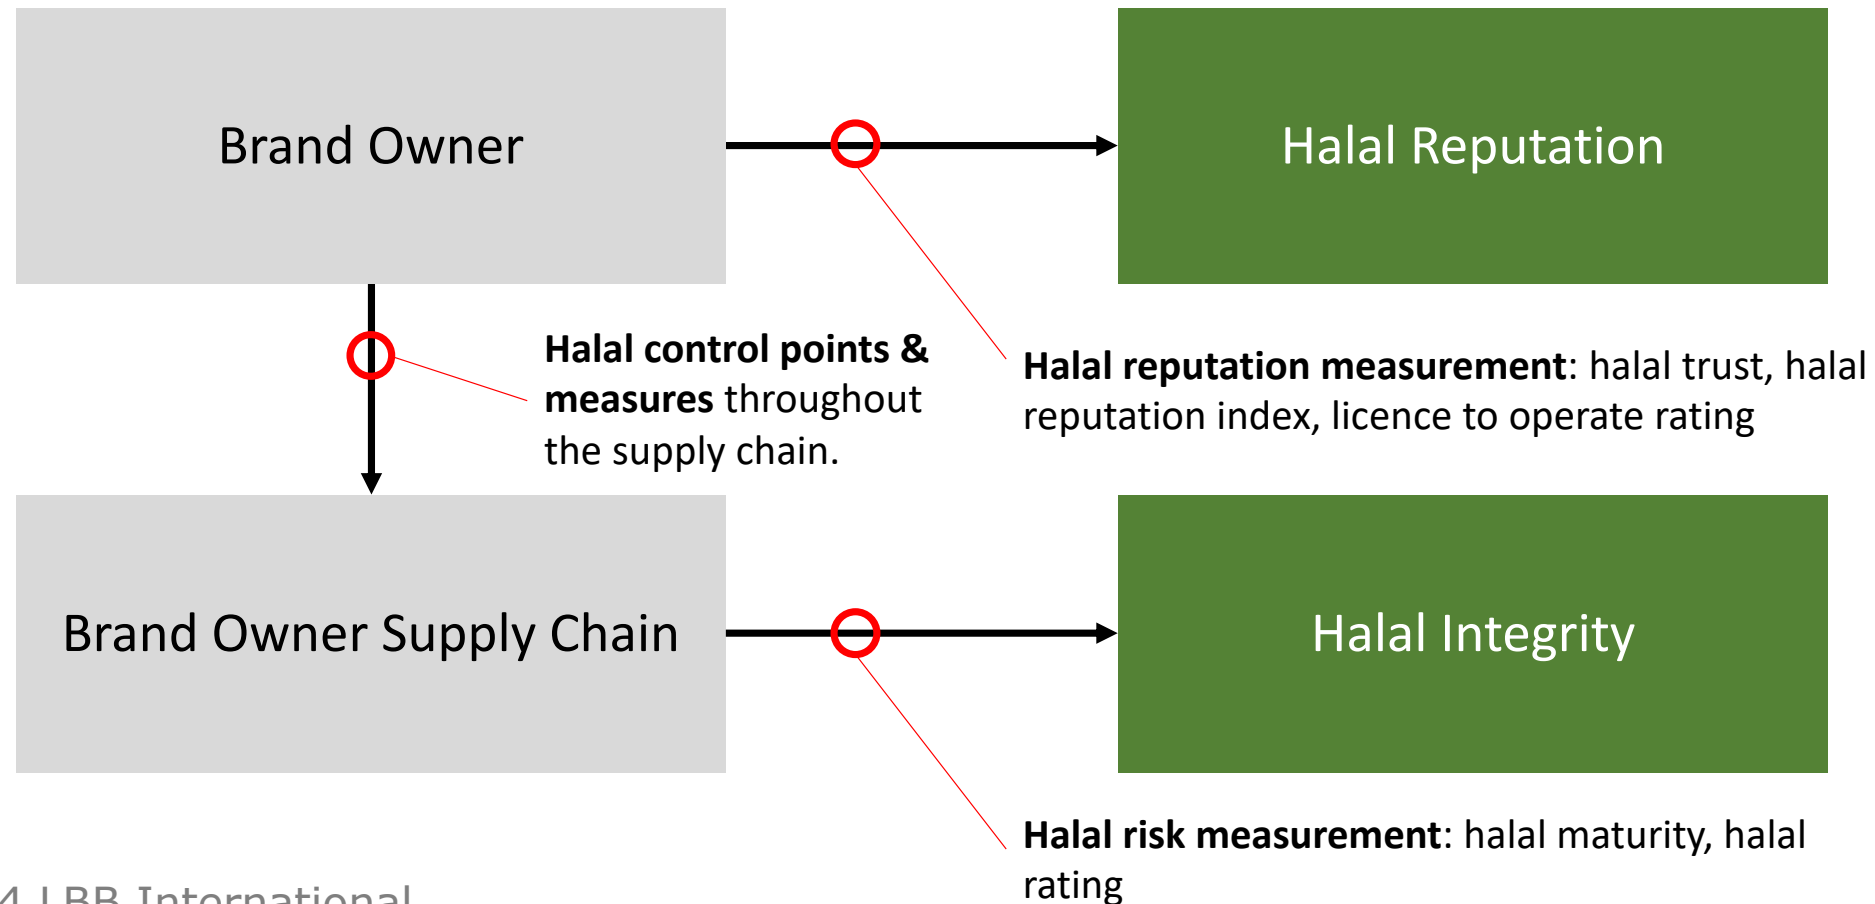 Brand Owner
Halal Reputation
Halal control points &
measures throughout
the supply chain.
Halal reputation measurement: halal trust, halal
reputation index, licence to operate rating
Brand Owner Supply Chain
Halal Integrity
Halal risk measurement: halal maturity, halal
rating
4 LBB International